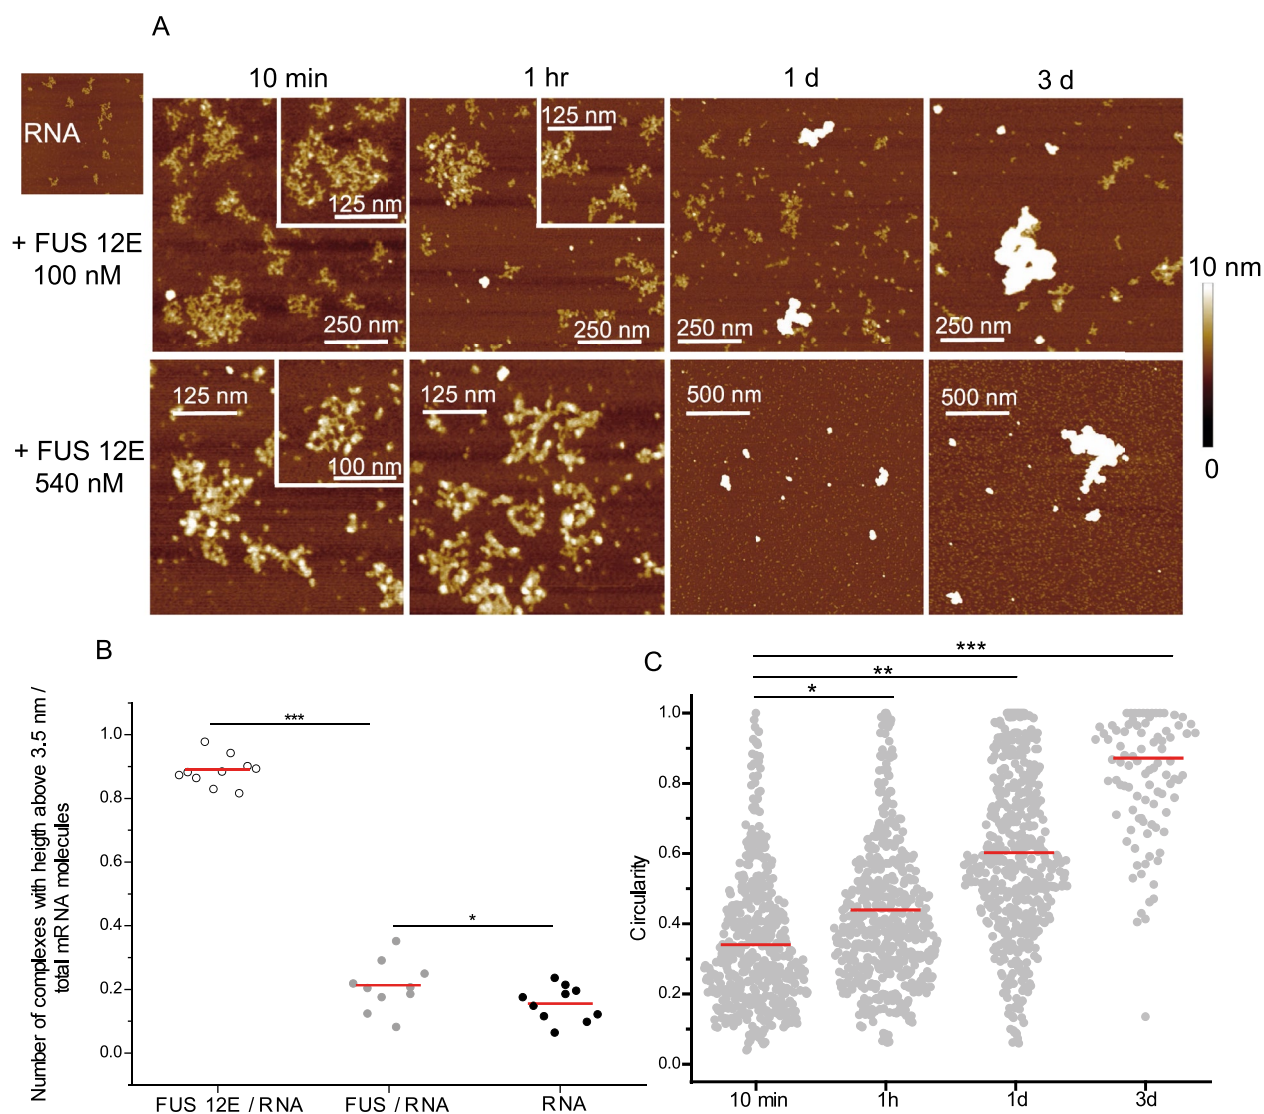 A
10 min
1 hr
1 d
3 d
RNA
125 nm
125 nm
250 nm
250 nm
250 nm
250 nm
+ FUS 12E
100 nM
10 nm
0
125 nm
100 nm
125 nm
500 nm
500 nm
+ FUS 12E
540 nM
B
Number of complexes with heigth above 3.5 nm /
total mRNA molecules
1.0
0.8
0.6
0.4
0.2
0.0
***
*
FUS 12E / RNA
FUS / RNA
RNA
C
***
**
*
Circularity
1.0
0.8
0.6
0.4
0.2
0.0
10 min
1h
1d
3d